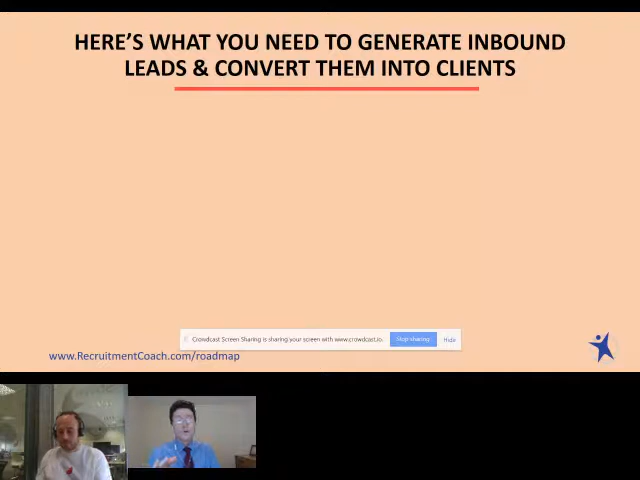 HERE'S WHAT YOU NEED TO GENERATE INBOUND
LEADS & CONVERT THEM INTO CLIENTS
Crowdcast Screen Sharing is sharing your screen with www.crowdcast.io.
Stop sharing
Hide
www.RecruitmentCoach.com/roadmap